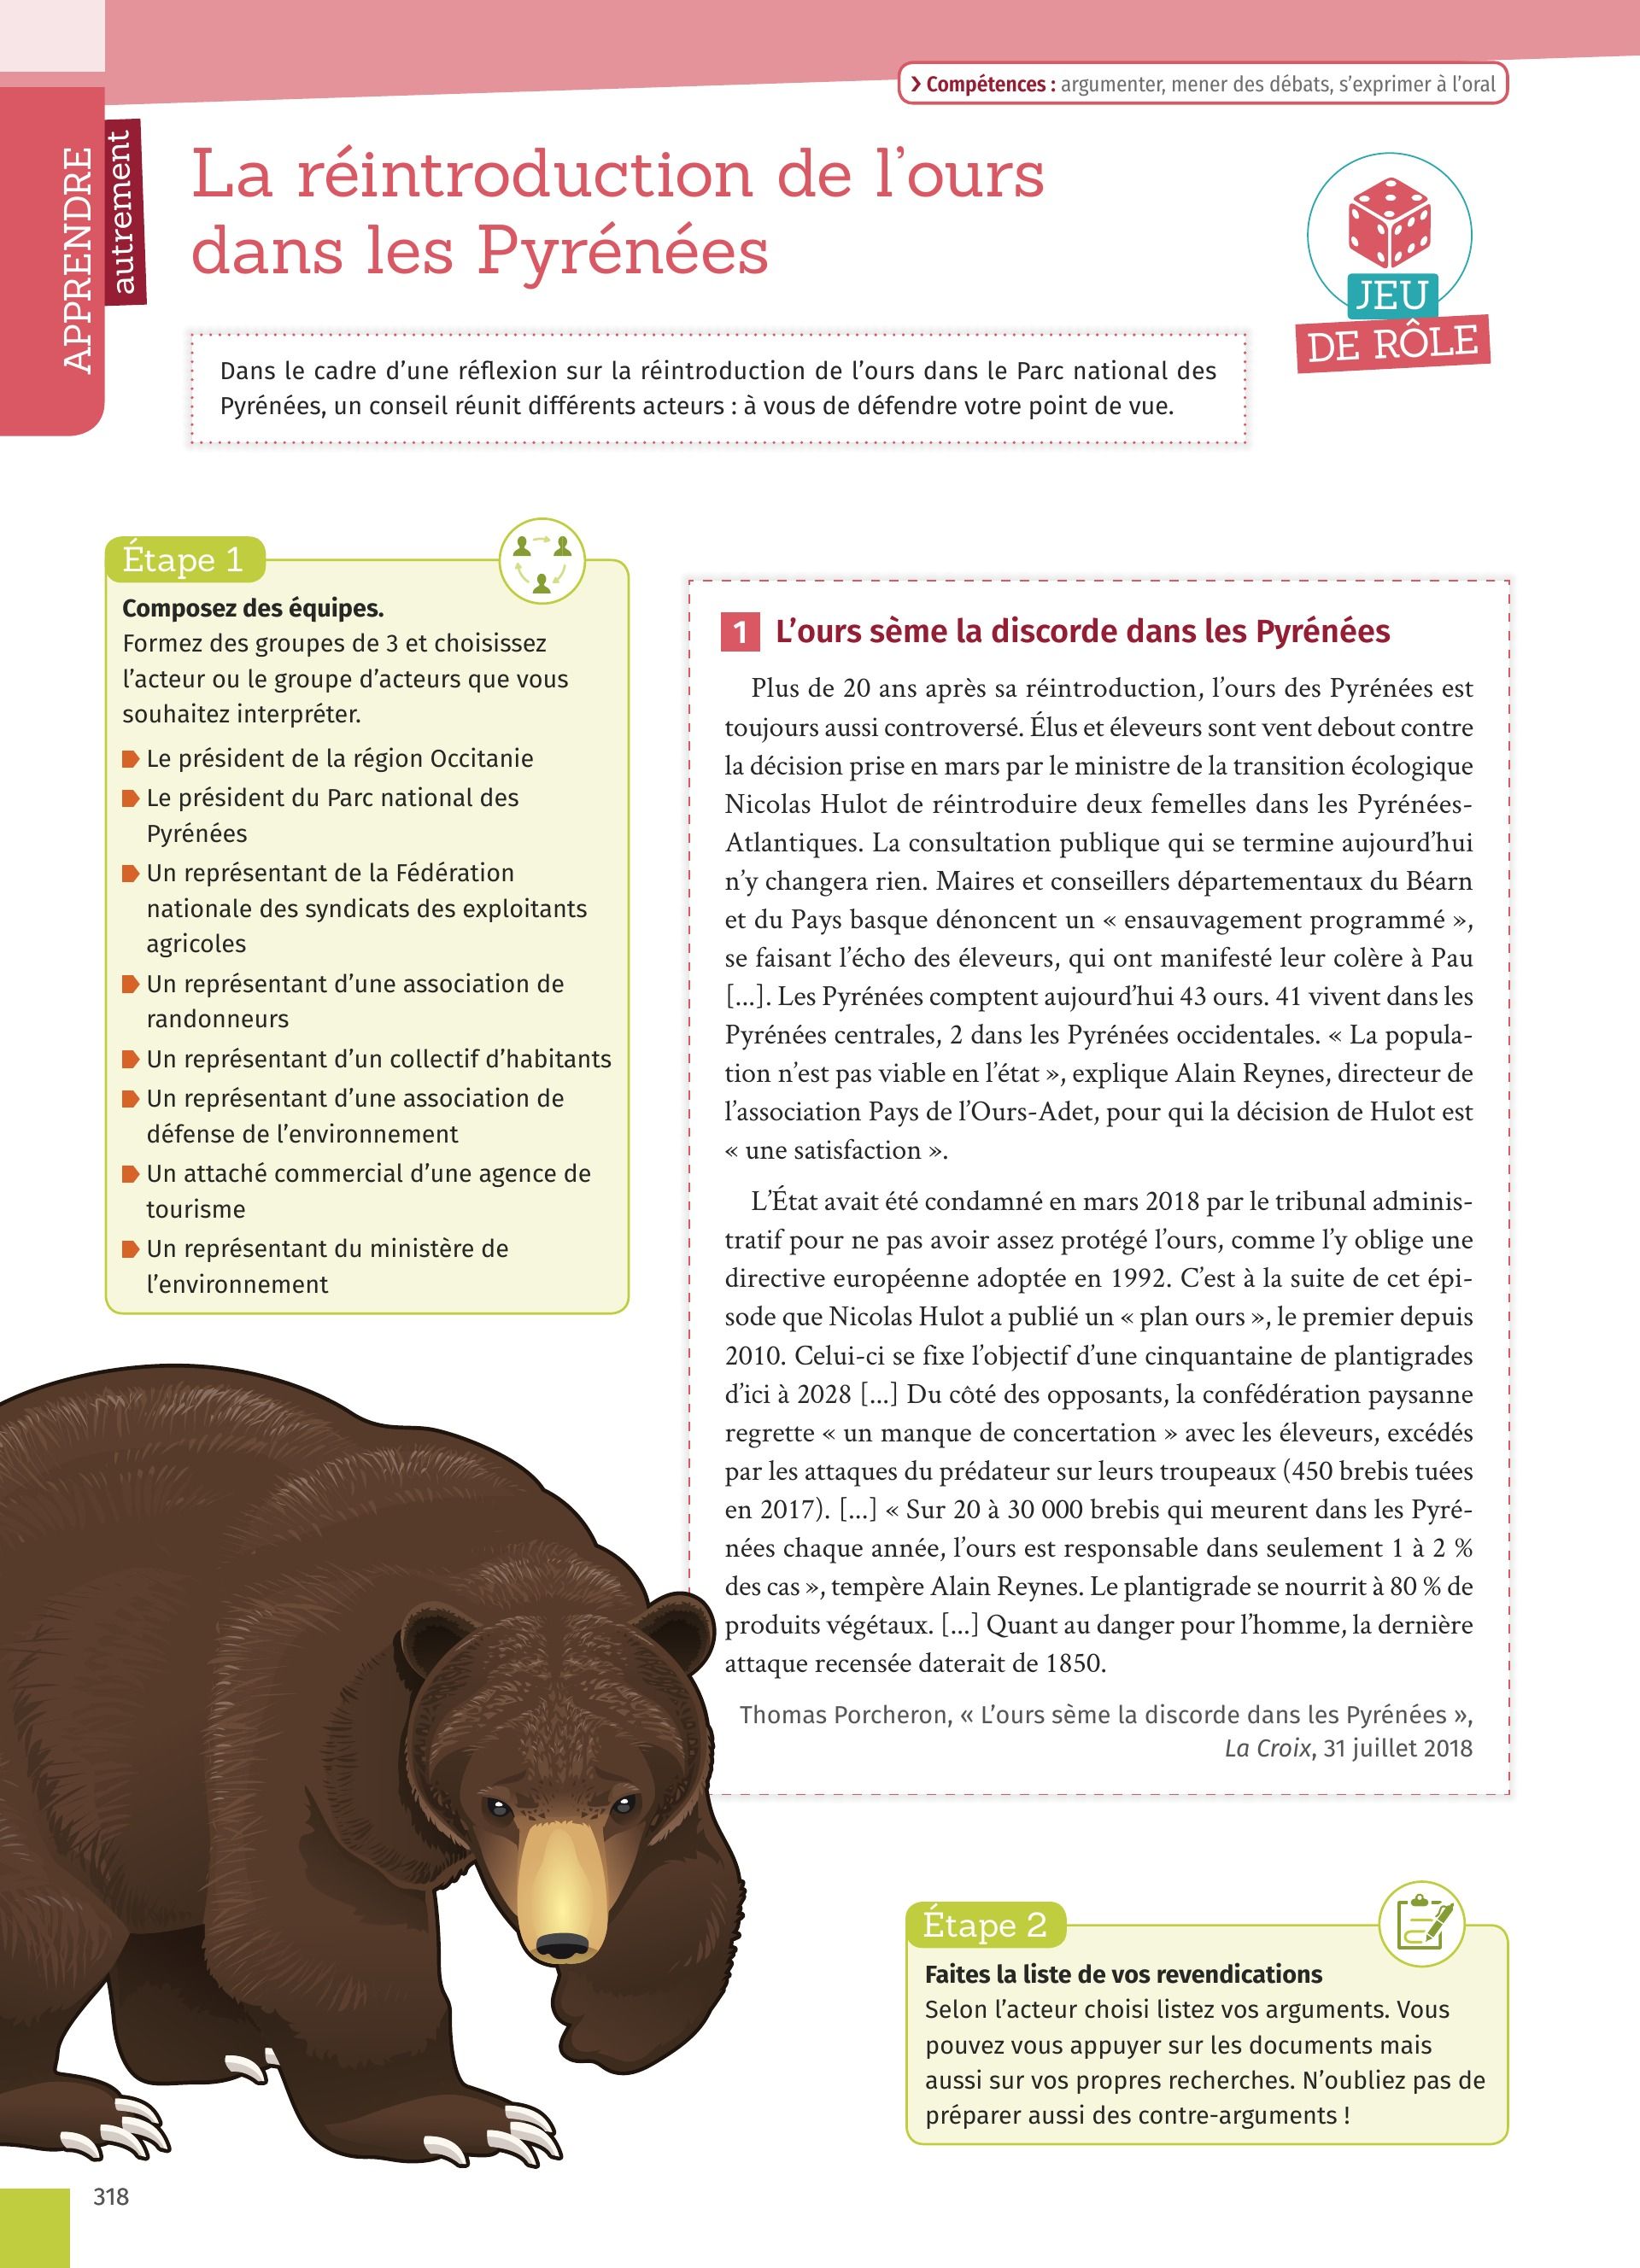 ❯ Compétences : argumenter, mener des débats, s’exprimer à l’oral
APPRENDRE
autrement
La réintroduction de l’ours
dans les Pyrénées
JEU
DE RÔLE
Dans le cadre d’une réflexion sur la réintroduction de l’ours dans le Parc national des
Pyrénées, un conseil réunit différents acteurs : à vous de défendre votre point de vue.
Étape 1
Composez des équipes.
Formez des groupes de 3 et choisissez
l’acteur ou le groupe d’acteurs que vous
souhaitez interpréter.
Le président de la région Occitanie
Le président du Parc national des
Pyrénées
Un représentant de la Fédération
nationale des syndicats des exploitants
agricoles
Un représentant d’une association de
randonneurs
Un représentant d’un collectif d’habitants
Un représentant d’une association de
défense de l’environnement
Un attaché commercial d’une agence de
tourisme
Un représentant du ministère de
l’environnement
1 L’ours sème la discorde dans les Pyrénées
Plus de 20 ans après sa réintroduction, l’ours des Pyrénées est
toujours aussi controversé. Élus et éleveurs sont vent debout contre
la décision prise en mars par le ministre de la transition écologique
Nicolas Hulot de réintroduire deux femelles dans les Pyrénées-
Atlantiques. La consultation publique qui se termine aujourd’hui
n’y changera rien. Maires et conseillers départementaux du Béarn
et du Pays basque dénoncent un « ensauvagement programmé »,
se faisant l’écho des éleveurs, qui ont manifesté leur colère à Pau
[...]. Les Pyrénées comptent aujourd’hui 43 ours. 41 vivent dans les
Pyrénées centrales, 2 dans les Pyrénées occidentales. « La popula-
tion n’est pas viable en l’état », explique Alain Reynes, directeur de
l’association Pays de l’Ours-Adet, pour qui la décision de Hulot est
« une satisfaction ».
L’État avait été condamné en mars 2018 par le tribunal adminis-
tratif pour ne pas avoir assez protégé l’ours, comme l’y oblige une
directive européenne adoptée en 1992. C’est à la suite de cet épi-
sode que Nicolas Hulot a publié un « plan ours », le premier depuis
2010. Celui-ci se fixe l’objectif d’une cinquantaine de plantigrades
d’ici à 2028 [...] Du côté des opposants, la confédération paysanne
regrette « un manque de concertation » avec les éleveurs, excédés
par les attaques du prédateur sur leurs troupeaux (450 brebis tuées
en 2017). [...] « Sur 20 à 30 000 brebis qui meurent dans les Pyré-
nées chaque année, l’ours est responsable dans seulement 1 à 2 %
des cas », tempère Alain Reynes. Le plantigrade se nourrit à 80 % de
produits végétaux. [...] Quant au danger pour l’homme, la dernière
attaque recensée daterait de 1850.
Thomas Porcheron, « L’ours sème la discorde dans les Pyrénées »,
La Croix, 31 juillet 2018
Étape 2
Faites la liste de vos revendications
Selon l’acteur choisi listez vos arguments. Vous
pouvez vous appuyer sur les documents mais
aussi sur vos propres recherches. N’oubliez pas de
préparer aussi des contre-arguments !
318